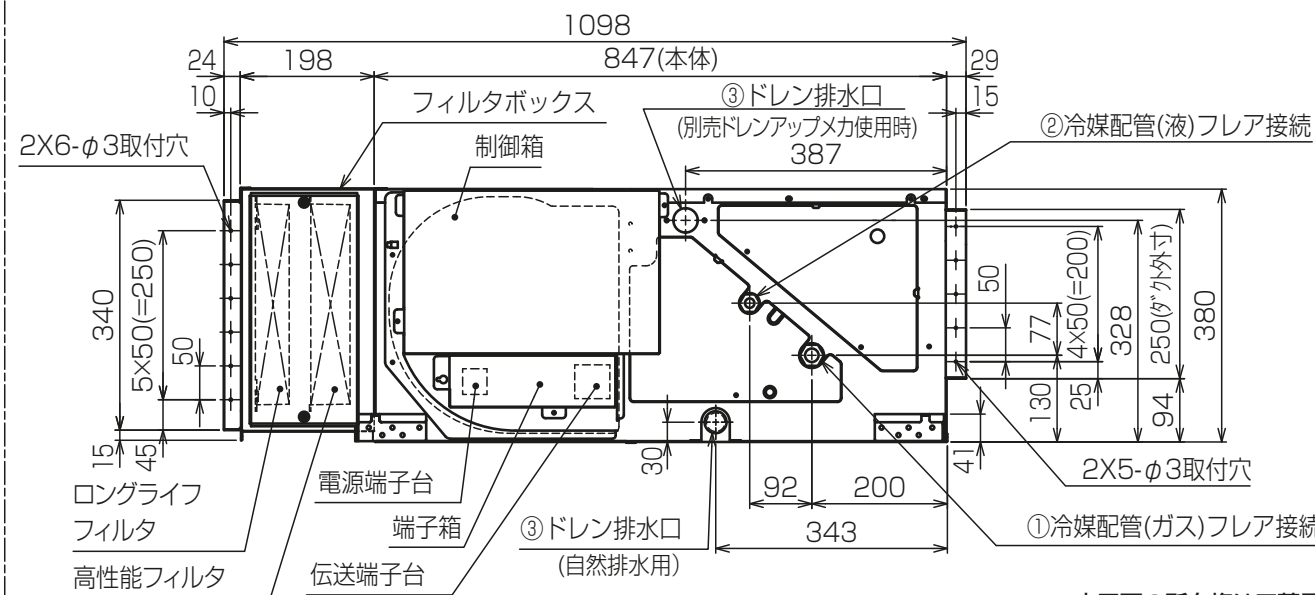 1098
24
198
847(本体)
29
10
15
フィルタボックス
③ドレン排水口
(別売ドレンアップメカ使用時)
②冷媒配管(液)フレア接続
2X6-φ3取付穴
制御箱
387
340
5×50(=250)
50
15
45
50
4×50(=200)
77
130
25
328
250(ダクト外寸)
94
380
30
41
92
200
343
2X5-φ3取付穴
ロングライフ
フィルタ
電源端子台
端子箱
③ドレン排水口
(自然排水用)
①冷媒配管(ガス)フレア接続
高性能フィルタ
伝送端子台